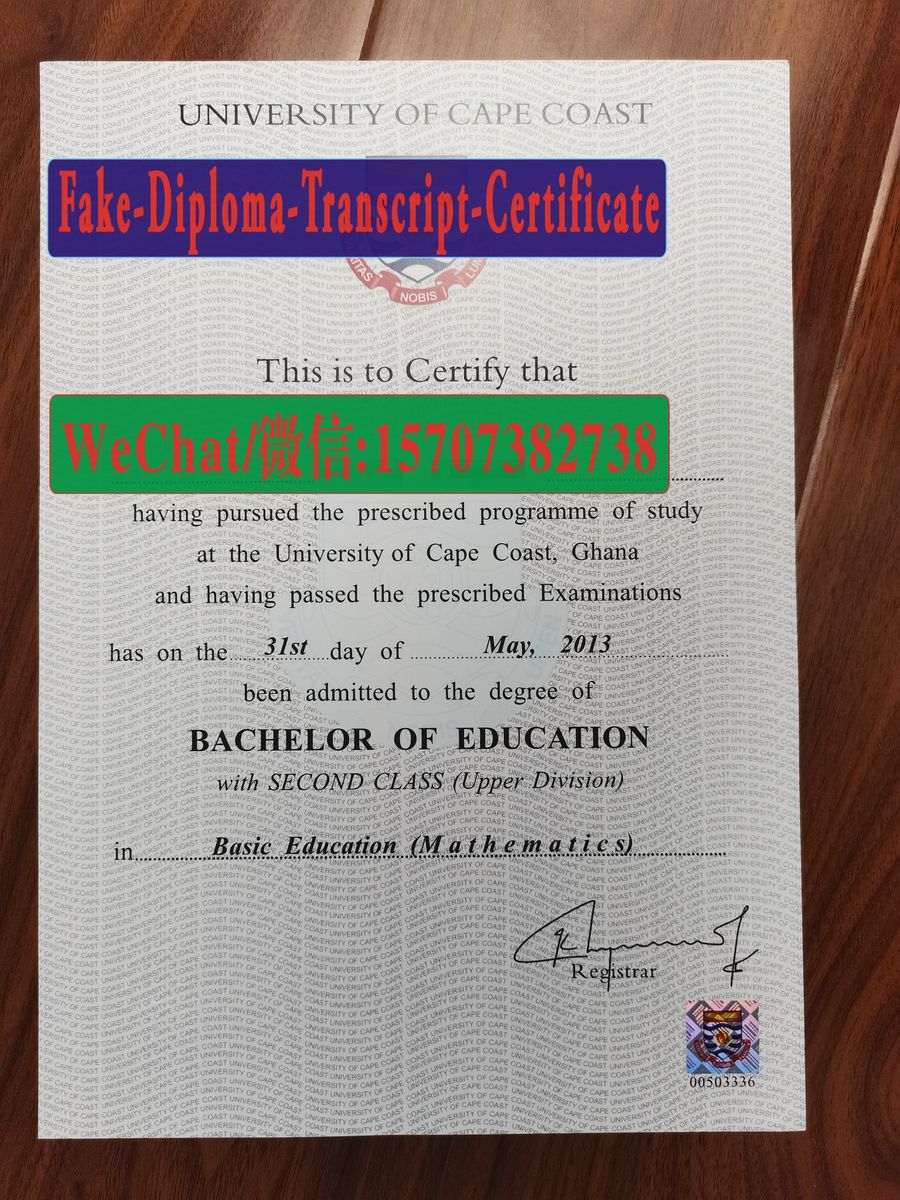 UNIVERSITY OF CAPE COAST
Fake-Diploma-Transcript-Certificate
NOBIS
This is to Certify that
WeChat/微信:15707382738
having pursued the prescribed programme of study
at the University of Cape Coast, Ghana
and having passed the prescribed Examinations
has on the 31st day of May, 2013
been admitted to the degree of
BACHELOR OF EDUCATION
with SECOND CLASS (Upper Division)
in Basic Education (Mathematics)
Registrar
00503336